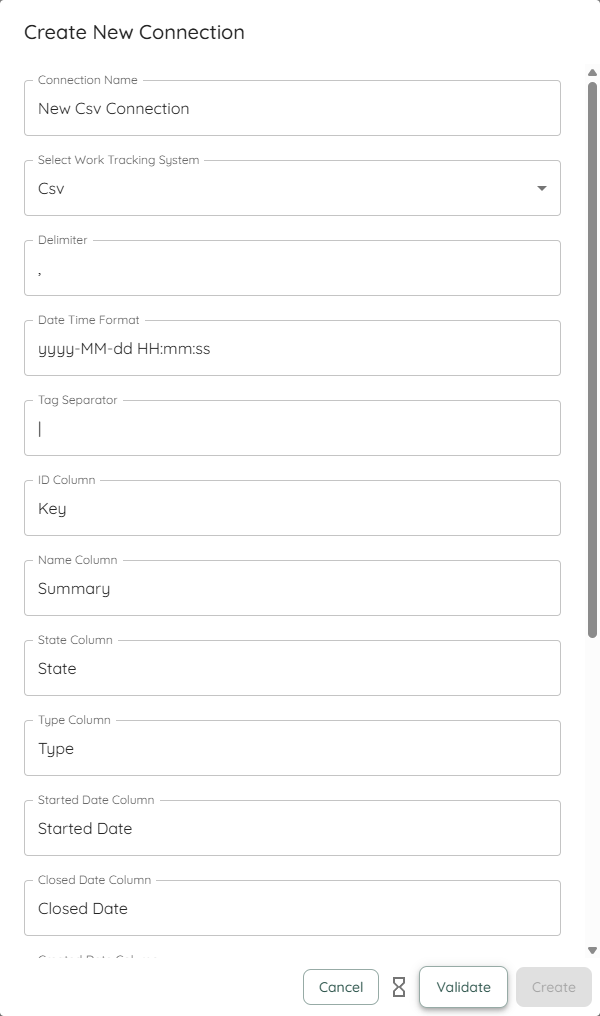 Create New Connection
Connection Name
New Csv Connection
Select Work Tracking System
Csv
Delimiter
,
Date Time Format
yyyy-MM-dd HH:mm:ss
Tag Separator
|
ID Column
Key
Name Column
Summary
State Column
State
Type Column
Type
Started Date Column
Started Date
Closed Date Column
Closed Date
Cancel Validate Create